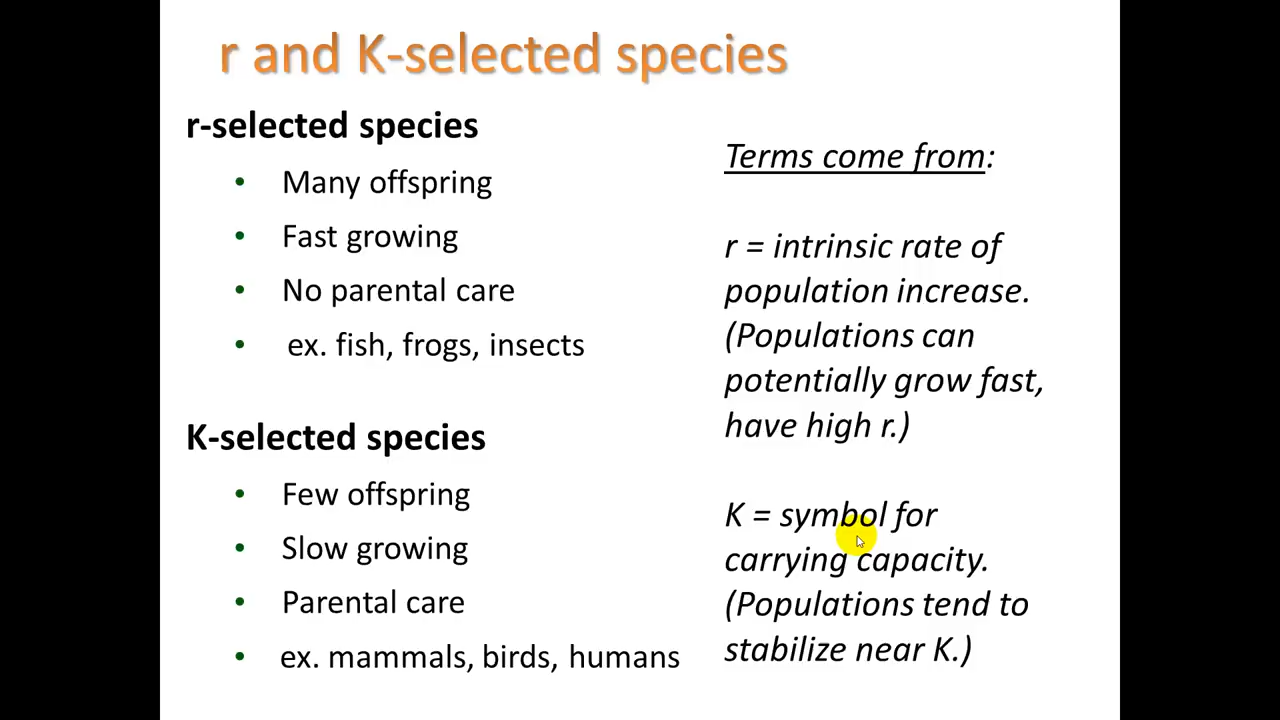 r and K-selected species
r-selected species
• Many offspring
• Fast growing
• No parental care
• ex. fish, frogs, insects
K-selected species
• Few offspring
• Slow growing
• Parental care
• ex. mammals, birds, humans
Terms come from:
r = intrinsic rate of
population increase.
(Populations can
potentially grow fast,
have high r.)
K = symbol for
carrying capacity.
(Populations tend to
stabilize near K.)